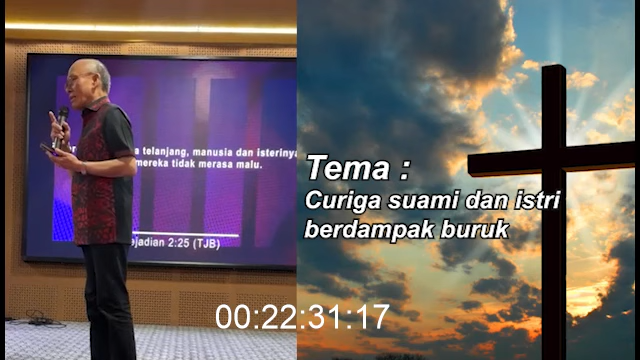 telanjang, manusia dan isterinya
mereka tidak merasa malu.
ejadian 2:25 (TJB)
Tema :
Curiga suami dan istri
berdampak buruk
00:22:31:17